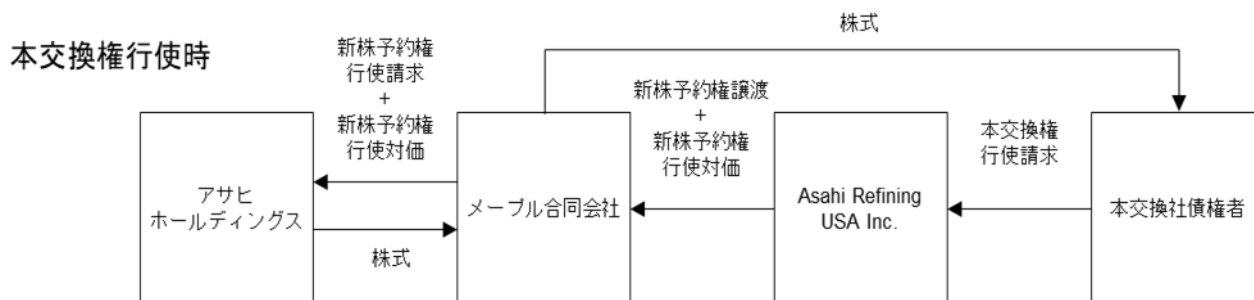 本交換権行使時
新株予約権
行使請求
+
新株予約権
行使対価
株式
新株予約権譲渡
+
新株予約権
行使対価
本交換権
行使請求
アサヒ
ホールディングス
メープル合同会社
Asahi Refining
USA Inc.
本交換社債権者
株式